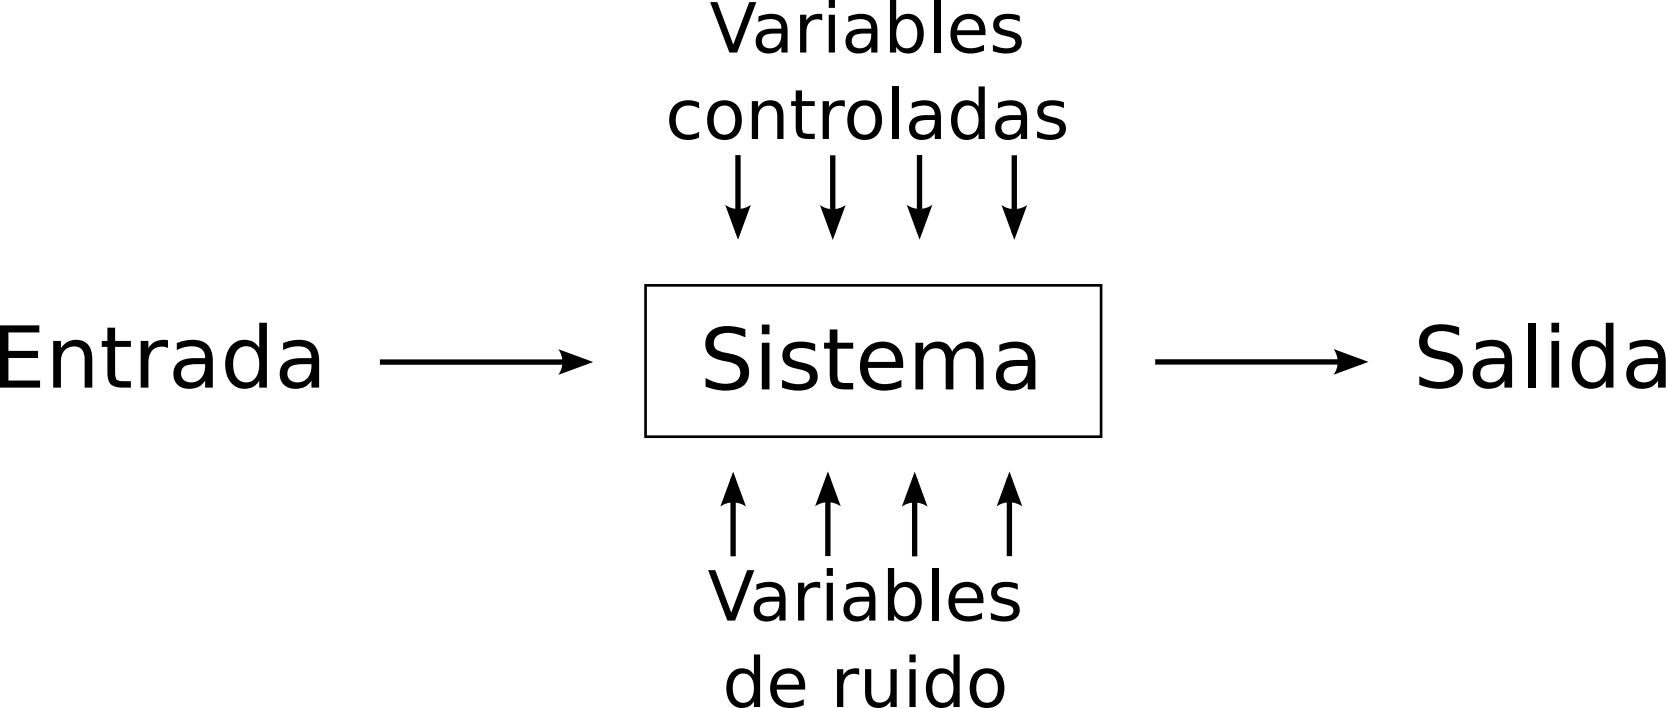 Variables
controladas
Entrada
Sistema
Salida
Variables
de ruido